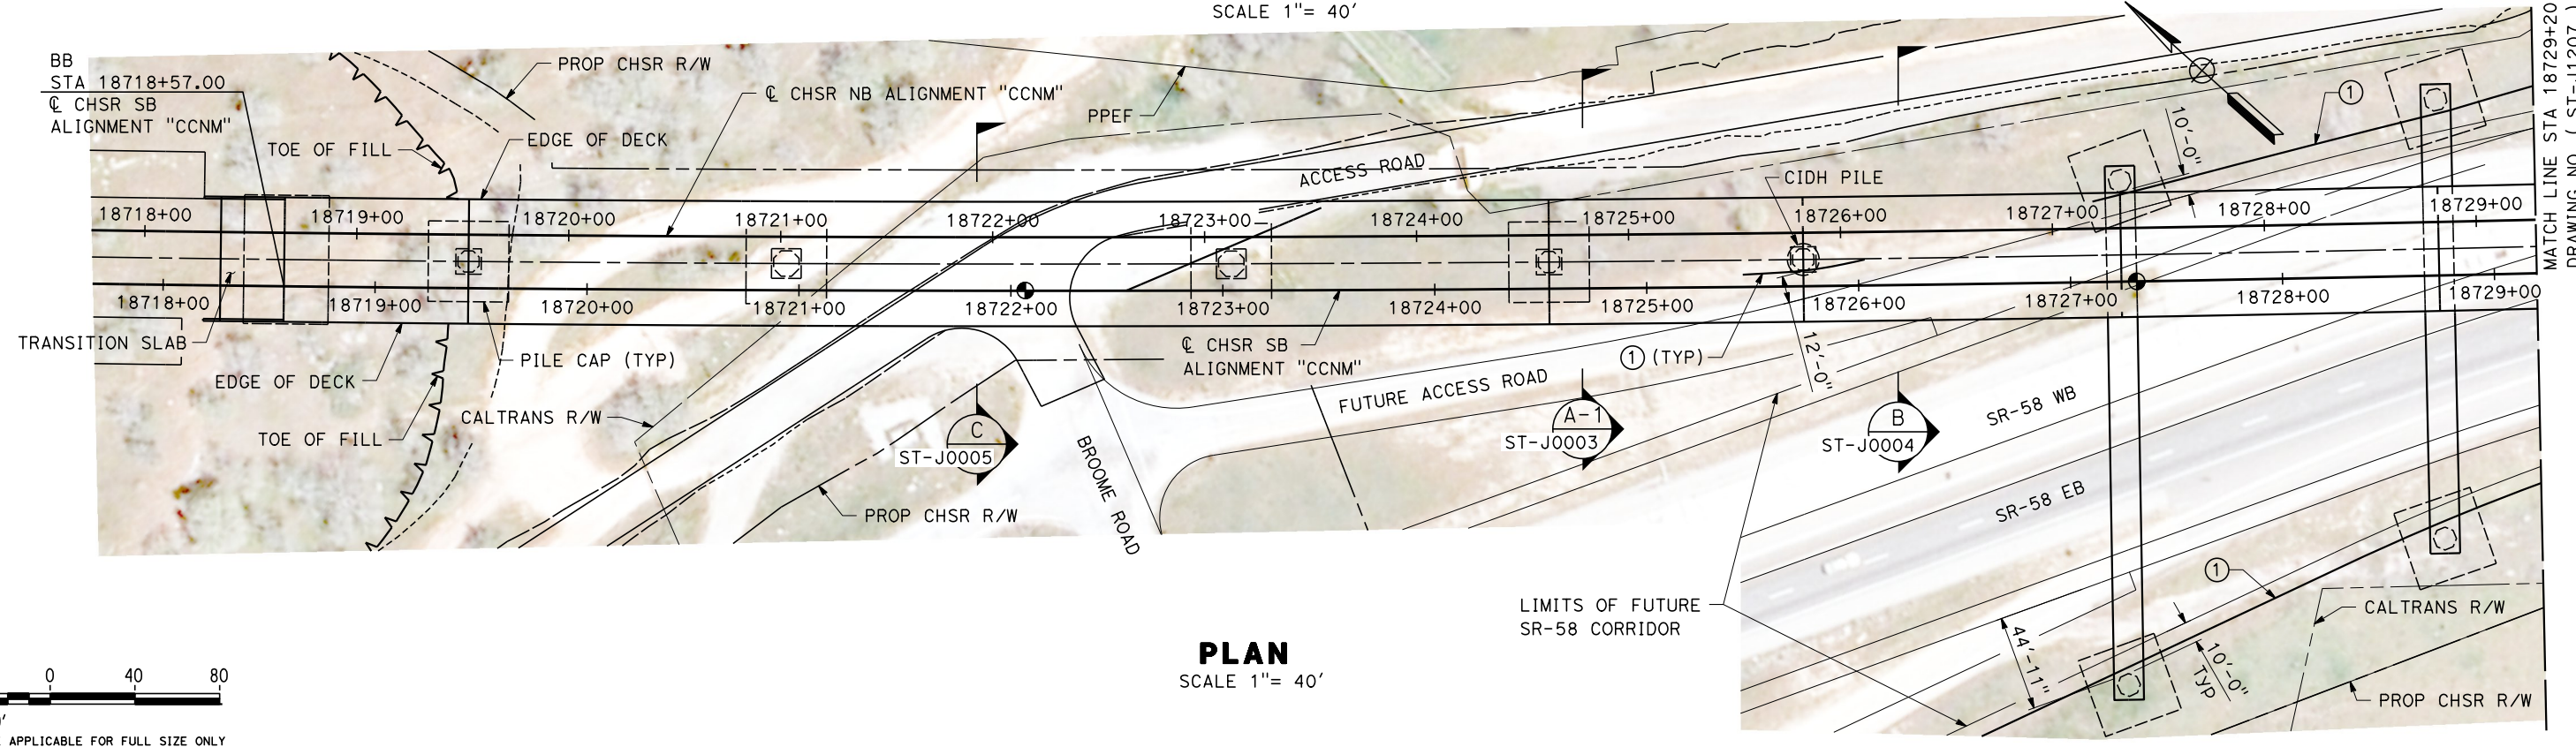 SCALE 1"= 40'
BB
STA 18718+57.00
℄ CHSR SB
ALIGNMENT "CCNM"
PROP CHSR R/W
℄ CHSR NB ALIGNMENT "CCNM"
PPEF
TOE OF FILL
EDGE OF DECK
ACCESS ROAD
CIDH PILE
10'-0"
1
MATCH LINE STA 18729+20
18718+00
18719+00
18720+00
18721+00
18722+00
18723+00
18724+00
18725+00
18726+00
18727+00
18728+00
18729+00
18718+00
18719+00
18720+00
18721+00
18722+00
18723+00
18724+00
18725+00
18726+00
18727+00
18728+00
18729+00
TRANSITION SLAB
EDGE OF DECK
PILE CAP (TYP)
℄ CHSR SB
ALIGNMENT "CCNM"
1 (TYP)
12'-0"
FUTURE ACCESS ROAD
CALTRANS R/W
TOE OF FILL
C
ST-J0005
A-1
ST-J0003
B
ST-J0004
SR-58 WB
SR-58 EB
BROOME ROAD
PROP CHSR R/W
LIMITS OF FUTURE
SR-58 CORRIDOR
1
CALTRANS R/W
44'-11"
10'-0"
Typ
PROP CHSR R/W
PLAN
SCALE 1"= 40'
0 40 80
APPLICABLE FOR FULL SIZE ONLY